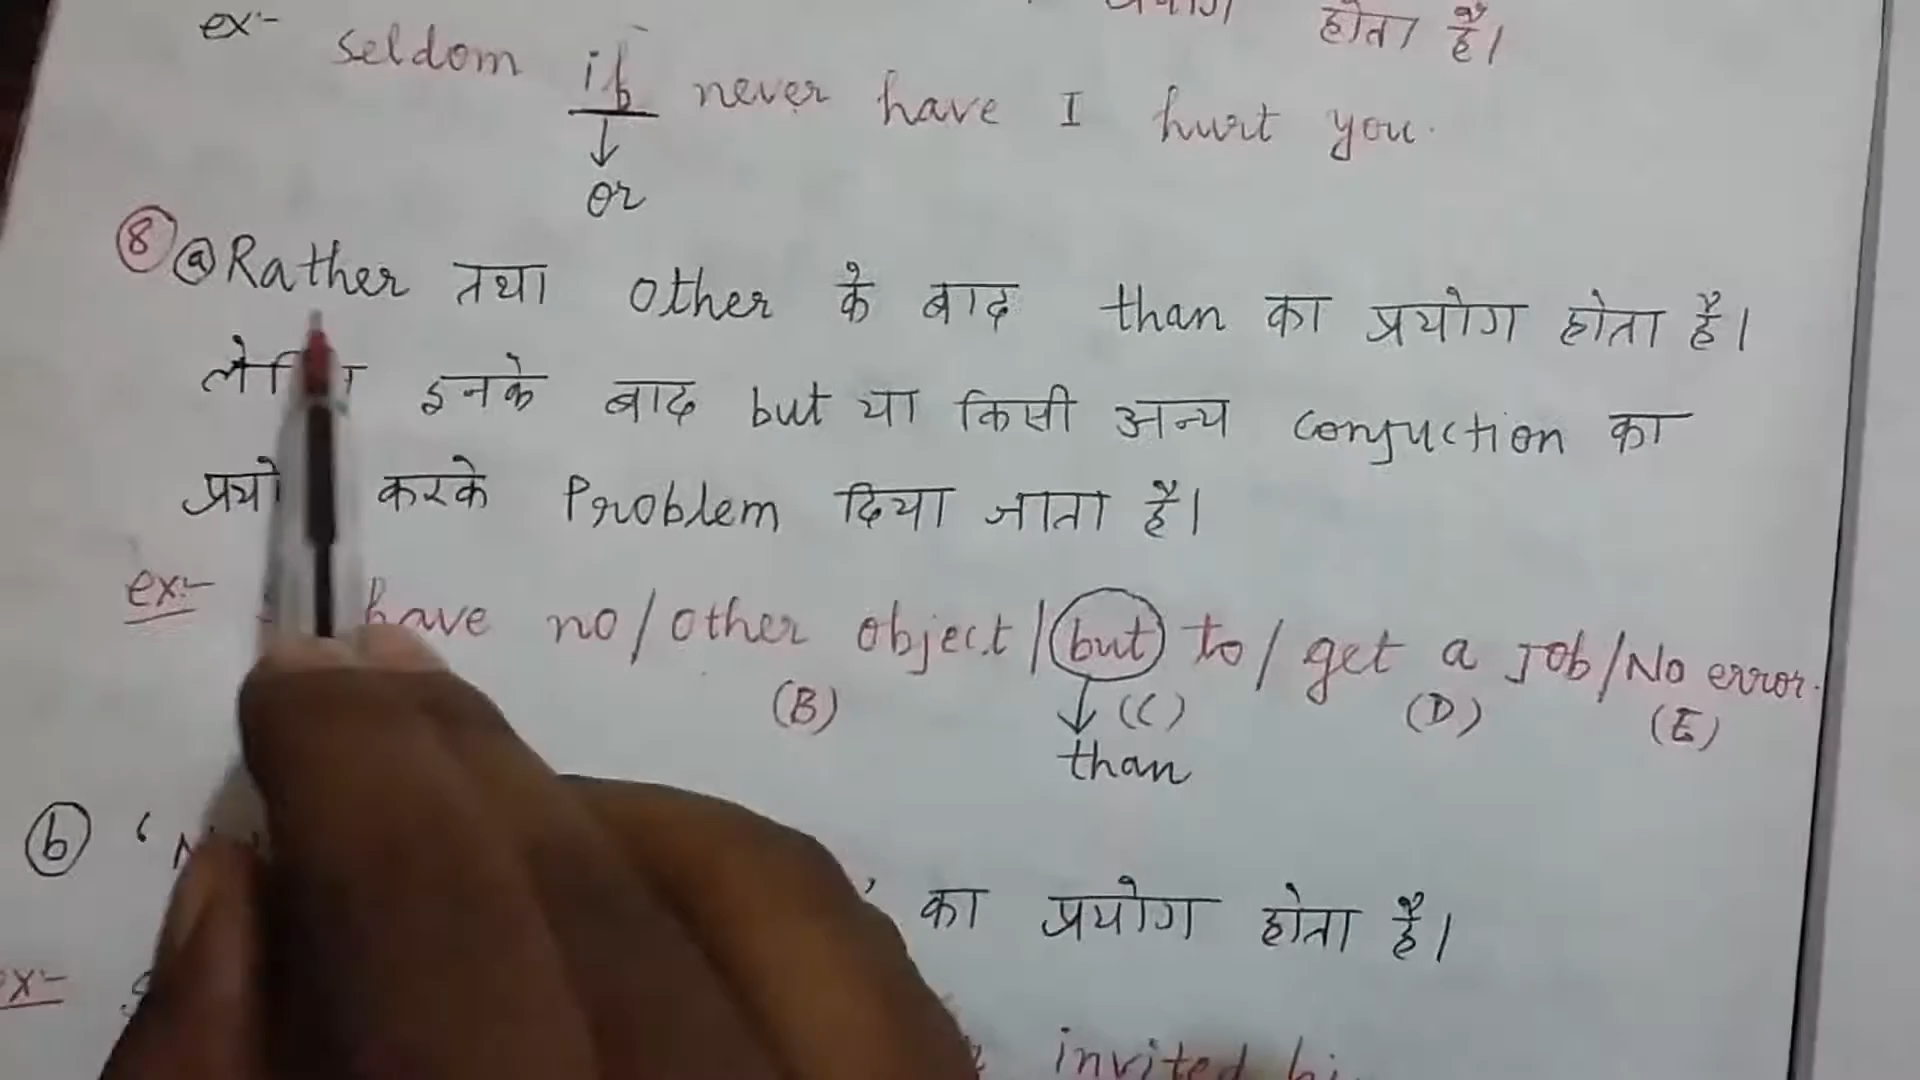 प्रयोग होता है।
ex:- seldom if never have I hurt you.
or
8 a Rather तथा other के बाद than का प्रयोग होता है।
इनके बाद but या किसी अन्य conjuction का
करके Problem दिया जाता है।
ex:- have no/other object/but to/get a Job/No error.
(B) (C) (D) (E)
than
b
का प्रयोग होता है।
ex:-
invited